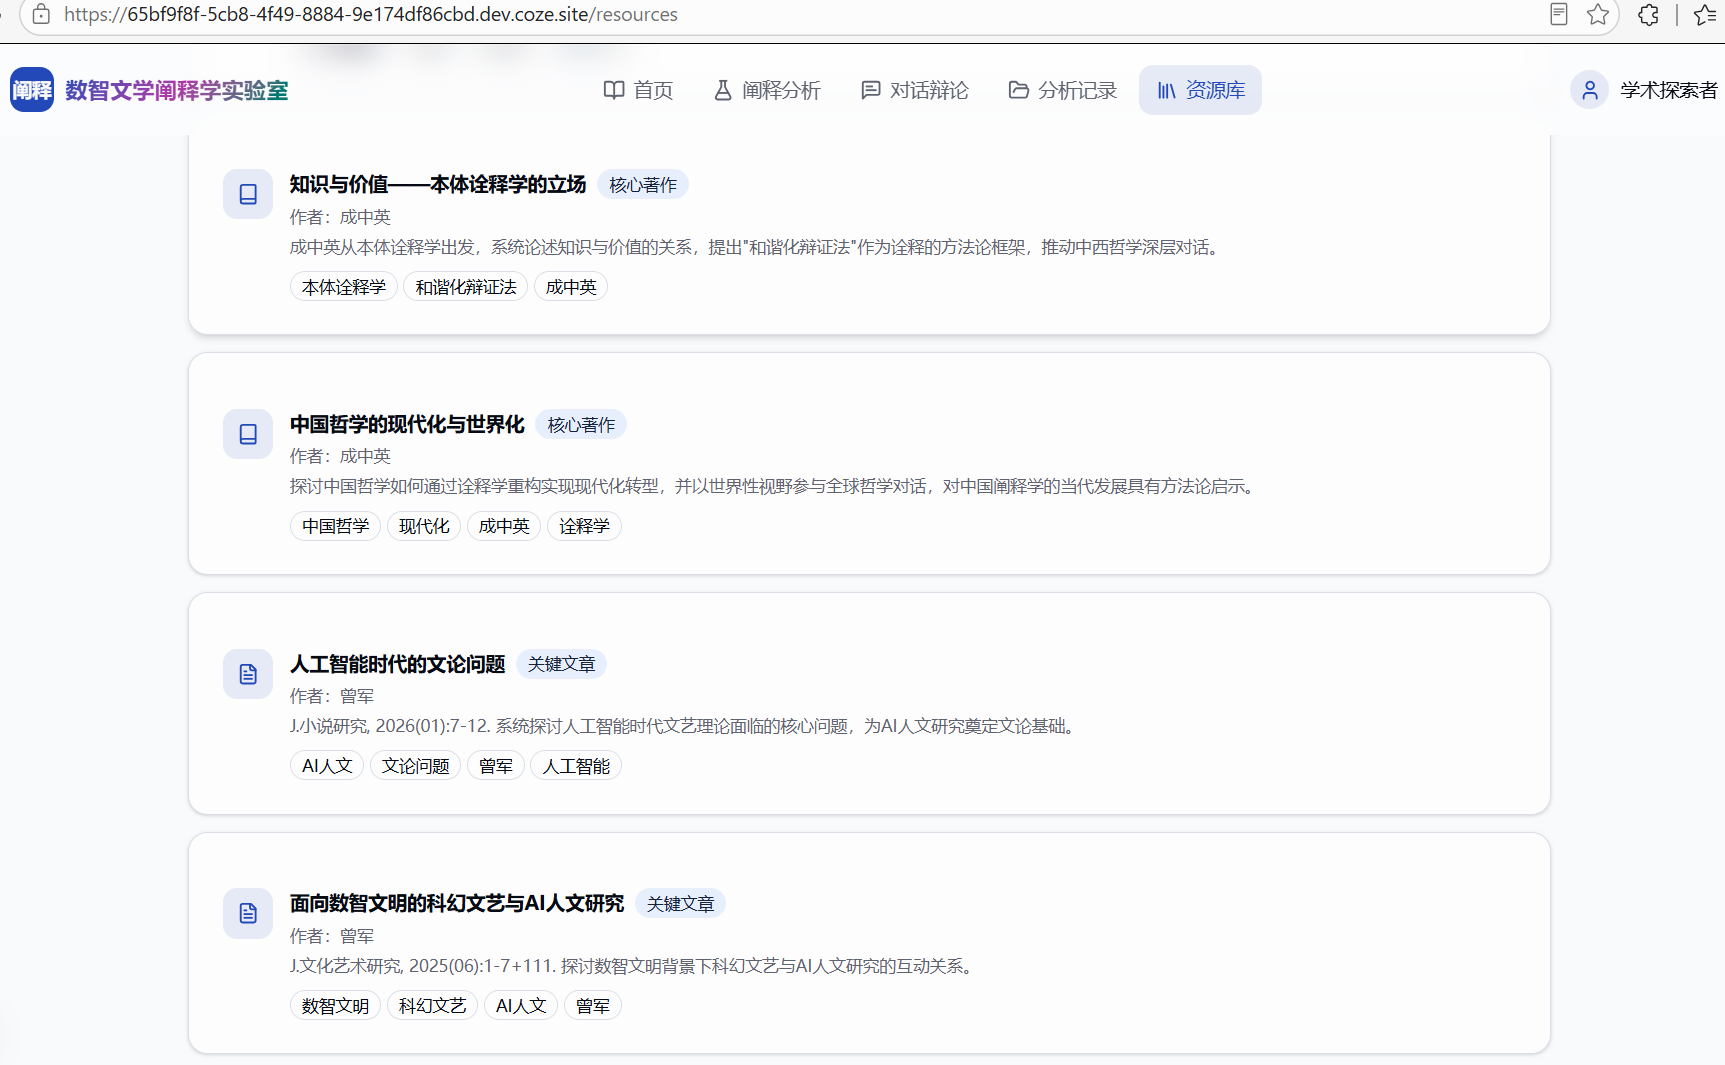 https://65bf9f8f-5cb8-4f49-8884-9e174df86cbd.dev.coze.site/resources
阐释 数智文学阐释学实验室 首页 阐释分析 对话辩论 分析记录 资源库 学术探索者
知识与价值——本体诠释学的立场 核心著作
作者：成中英
成中英从本体诠释学出发，系统论述知识与价值的关系，提出"和谐化辩证法"作为诠释的方法论框架，推动中西哲学深层对话。
本体诠释学 和谐化辩证法 成中英
中国哲学的现代化与世界化 核心著作
作者：成中英
探讨中国哲学如何通过诠释学重构实现现代化转型，并以世界性视野参与全球哲学对话，对中国阐释学的当代发展具有方法论启示。
中国哲学 现代化 成中英 诠释学
人工智能时代的文论问题 关键文章
作者：曾军
J.小说研究, 2026(01):7-12. 系统探讨人工智能时代文艺理论面临的核心问题，为AI人文研究奠定文论基础。
AI人文 文论问题 曾军 人工智能
面向数智文明的科幻文艺与AI人文研究 关键文章
作者：曾军
J.文化艺术研究, 2025(06):1-7+111. 探讨数智文明背景下科幻文艺与AI人文研究的互动关系。
数智文明 科幻文艺 AI人文 曾军